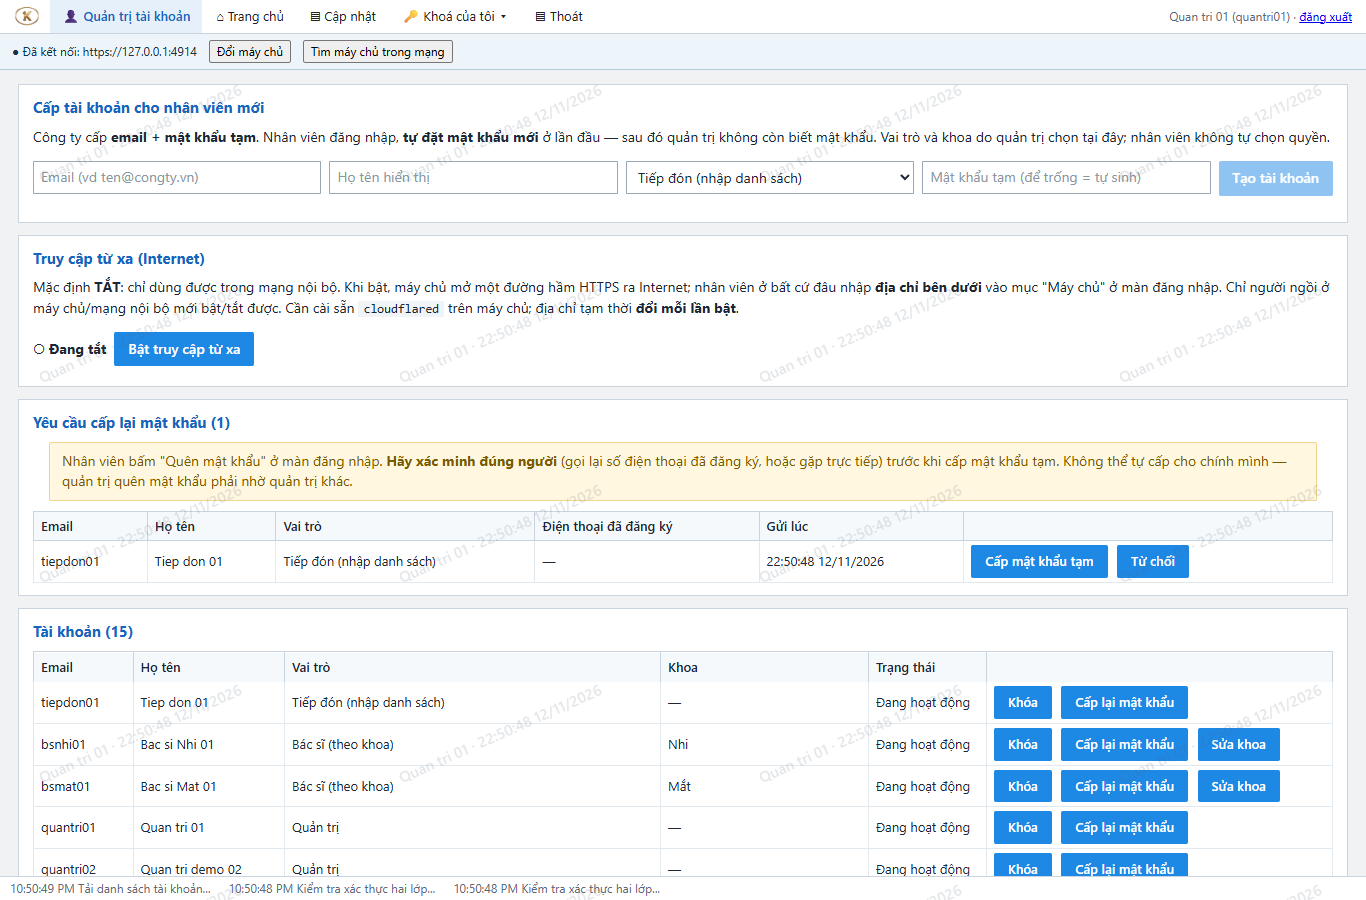 K
Quản trị tài khoản
Trang chủ
Cập nhật
Khoá của tôi
Thoát
Quan tri 01 (quantri01) · đăng xuất
● Đã kết nối: https://127.0.0.1:4914
Đổi máy chủ
Tìm máy chủ trong mạng
Cấp tài khoản cho nhân viên mới
Công ty cấp email + mật khẩu tạm. Nhân viên đăng nhập, tự đặt mật khẩu mới ở lần đầu — sau đó quản trị không còn biết mật khẩu. Vai trò và khoa do quản trị chọn tại đây; nhân viên không tự chọn quyền.
Email (vd ten@congty.vn)
Họ tên hiển thị
Tiếp đón (nhập danh sách)
Mật khẩu tạm (để trống = tự sinh)
Tạo tài khoản
Truy cập từ xa (Internet)
Mặc định TẮT: chỉ dùng được trong mạng nội bộ. Khi bật, máy chủ mở một đường hầm HTTPS ra Internet; nhân viên ở bất cứ đâu nhập địa chỉ bên dưới vào mục "Máy chủ" ở màn đăng nhập. Chỉ người ngồi ở
máy chủ/mạng nội bộ mới bật/tắt được. Cần cài sẵn cloudflared trên máy chủ; địa chỉ tạm thời đổi mỗi lần bật.
○ Đang tắt
Bật truy cập từ xa
Yêu cầu cấp lại mật khẩu (1)
Nhân viên bấm "Quên mật khẩu" ở màn đăng nhập. Hãy xác minh đúng người (gọi lại số điện thoại đã đăng ký, hoặc gặp trực tiếp) trước khi cấp mật khẩu tạm. Không thể tự cấp cho chính mình —
quản trị quên mật khẩu phải nhờ quản trị khác.
Email Họ tên Vai trò Điện thoại đã đăng ký Gửi lúc
tiepdon01 Tiep don 01 Tiếp đón (nhập danh sách) — 22:50:48 12/11/2026 Cấp mật khẩu tạm Từ chối
Tài khoản (15)
Email Họ tên Vai trò Khoa Trạng thái
tiepdon01 Tiep don 01 Tiếp đón (nhập danh sách) — Đang hoạt động Khóa Cấp lại mật khẩu
bsnhi01 Bac si Nhi 01 Bác sĩ (theo khoa) Nhi Đang hoạt động Khóa Cấp lại mật khẩu Sửa khoa
bsmat01 Bac si Mat 01 Bác sĩ (theo khoa) Mắt Đang hoạt động Khóa Cấp lại mật khẩu Sửa khoa
quantri01 Quan tri 01 Quản trị — Đang hoạt động Khóa Cấp lại mật khẩu
quantri02 Quan tri demo 02 Quản trị — Đang hoạt động Khóa Cấp lại mật khẩu
10:50:49 PM Tải danh sách tài khoản... 10:50:48 PM Kiểm tra xác thực hai lớp... 10:50:48 PM Kiểm tra xác thực hai lớp...
Quan tri 01 · 22:50:48 12/11/2026